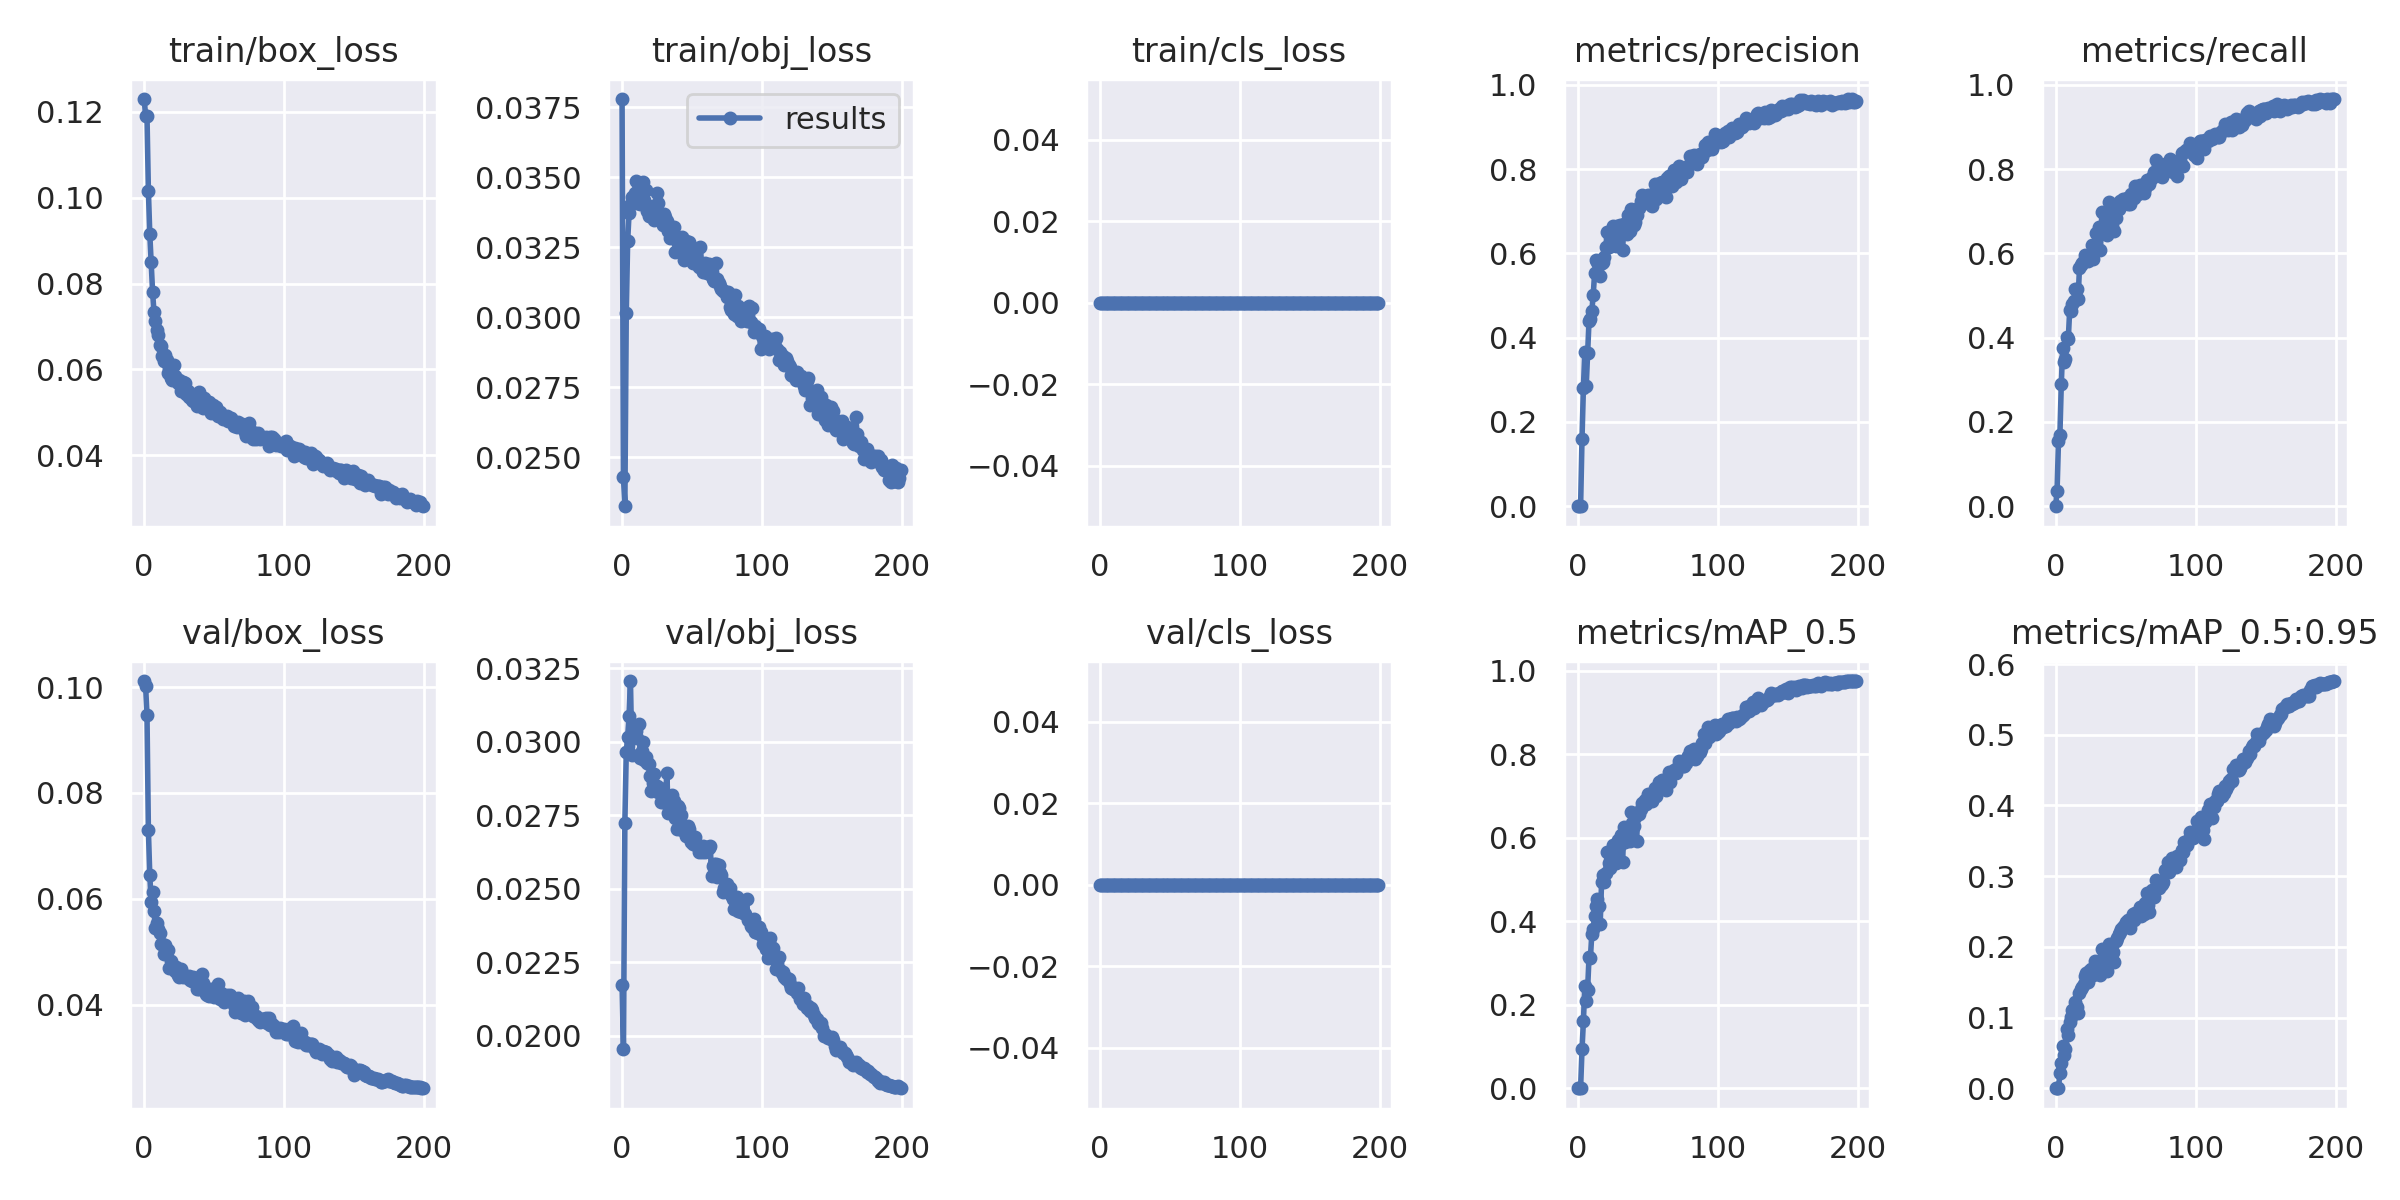 train/box_loss
0.12
0.10
0.08
0.06
0.04
0 100 200
train/obj_loss
results
0.0375
0.0350
0.0325
0.0300
0.0275
0.0250
0 100 200
train/cls_loss
0.04
0.02
0.00
−0.02
−0.04
0 100 200
metrics/precision
1.0
0.8
0.6
0.4
0.2
0.0
0 100 200
metrics/recall
1.0
0.8
0.6
0.4
0.2
0.0
0 100 200
val/box_loss
0.10
0.08
0.06
0.04
0 100 200
val/obj_loss
0.0325
0.0300
0.0275
0.0250
0.0225
0.0200
0 100 200
val/cls_loss
0.04
0.02
0.00
−0.02
−0.04
0 100 200
metrics/mAP_0.5
1.0
0.8
0.6
0.4
0.2
0.0
0 100 200
metrics/mAP_0.5:0.95
0.6
0.5
0.4
0.3
0.2
0.1
0.0
0 100 200